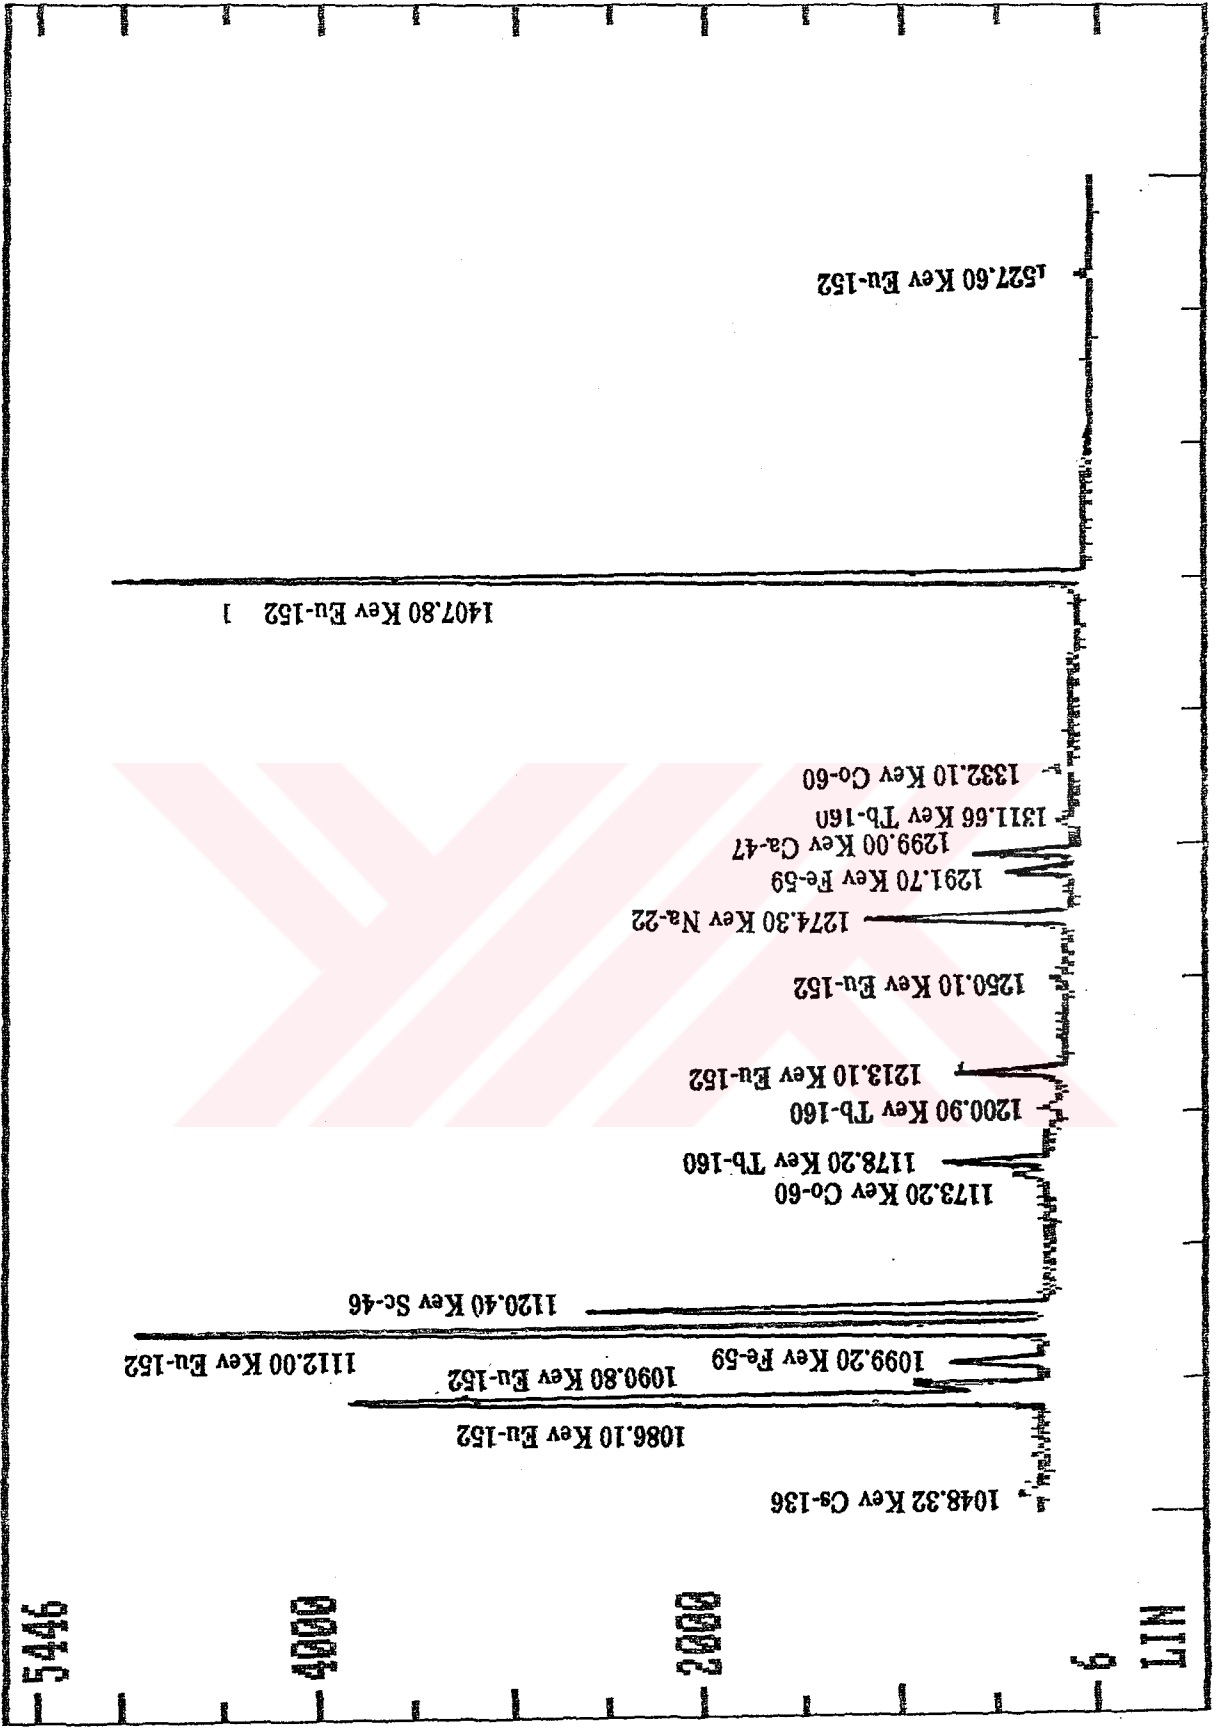 1527.60 Kev Eu-152
1407.80 Kev Eu-152
1332.10 Kev Co-60
1311.66 Kev Tb-160
1299.00 Kev Ca-47
1291.70 Kev Fe-59
1274.30 Kev Na-22
1250.10 Kev Eu-152
1213.10 Kev Eu-152
1200.90 Kev Tb-160
1178.20 Kev Tb-160
1173.20 Kev Co-60
1120.40 Kev Sc-46
1112.00 Kev Eu-152
1099.20 Kev Fe-59
1090.80 Kev Eu-152
1086.10 Kev Eu-152
1048.32 Kev Cs-136
5446
4000
2000
6
LIN